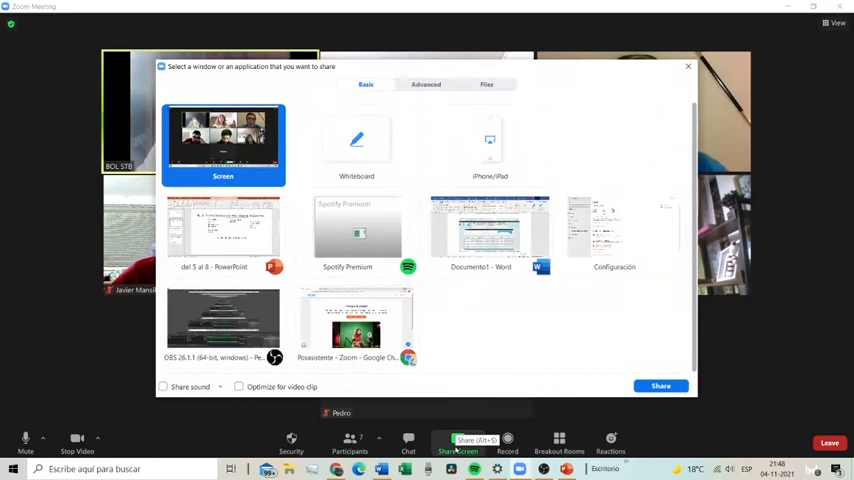 Zoom Meeting
View
Select a window or an application that you want to share
Basic
Advanced
Files
Screen
Whiteboard
iPhone/iPad
BOL STB
Spotify Premium
del 5 al 8 - PowerPoint
Spotify Premium
Documento1 - Word
Configuración
Javier Mansil
OBS 26.1.1 (64-bit, windows) - Pe...
Posasistente - Zoom - Google Ch...
Share sound
Optimize for video clip
Share
Pedro
7
Share (Alt+S)
Mute
Stop Video
Security
Participants
Chat
Share Screen
Record
Breakout Rooms
Reactions
Leave
Escribe aquí para buscar
99+
Escritorio
18°C
ESP
21:48
04-11-2021
3